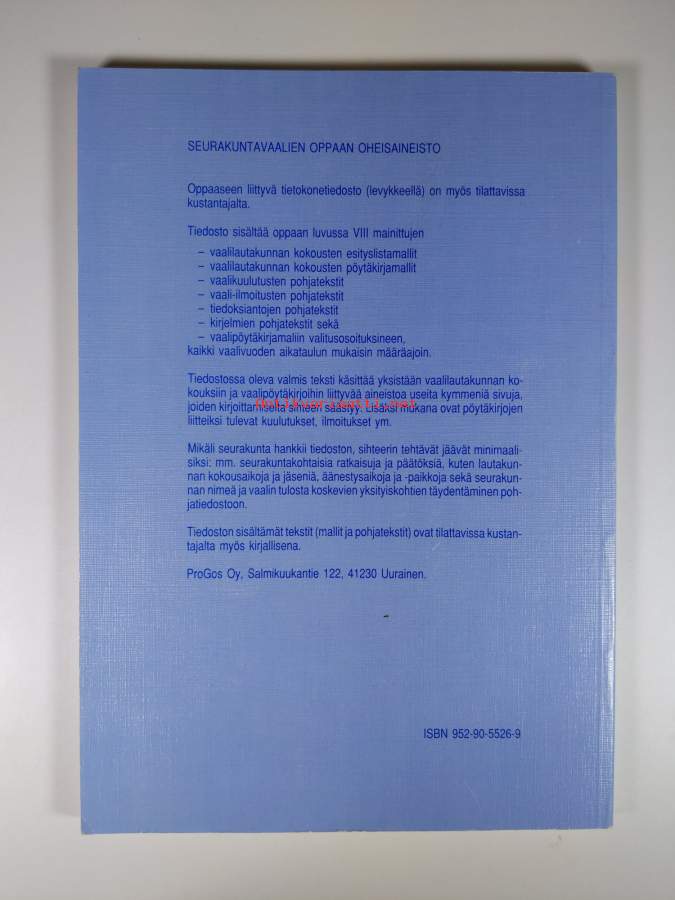 SEURAKUNTAVAALIEN OPPAAN OHEISAINEISTO
Oppaaseen liittyvä tietokonetiedosto (levykkeellä) on myös tilattavissa
kustantajalta.
Tiedosto sisältää oppaan luvussa VIII mainittujen
– vaalilautakunnan kokousten esityslistamallit
– vaalilautakunnan kokousten pöytäkirjamallit
– vaalikuulutusten pohjatekstit
– vaali-ilmoitusten pohjatekstit
– tiedoksiantojen pohjatekstit
– kirjelmien pohjatekstit sekä
– vaalipöytäkirjamallin valitusosoituksineen,
kaikki vaalivuoden aikataulun mukaisin määräajoin.
Tiedostossa oleva valmis teksti käsittää yksistään vaalilautakunnan ko-
kouksiin ja vaalipöytäkirjoihin liittyvää aineistoa useita kymmeniä sivuja,
joiden kirjoittamiselta sihteeri säästyy. Lisäksi mukana ovat pöytäkirjojen
antikvariaatti.net
liitteiksi tulevat kuulutukset, ilmoitukset ym.
Mikäli seurakunta hankkii tiedoston, sihteerin tehtävät jäävät minimaali-
siksi: mm. seurakuntakohtaisia ratkaisuja ja päätöksiä, kuten lautakun-
nan kokousaikoja ja jäseniä, äänestysaikoja ja -paikkoja sekä seurakun-
nan nimeä ja vaalin tulosta koskevien yksityiskohtien täydentäminen poh-
jatiedostoon.
Tiedoston sisältämät tekstit (mallit ja pohjatekstit) ovat tilattavissa kustan-
tajalta myös kirjallisena.
ProGos Oy, Salmikuukantie 122, 41230 Uurainen.
ISBN 952-90-5526-9